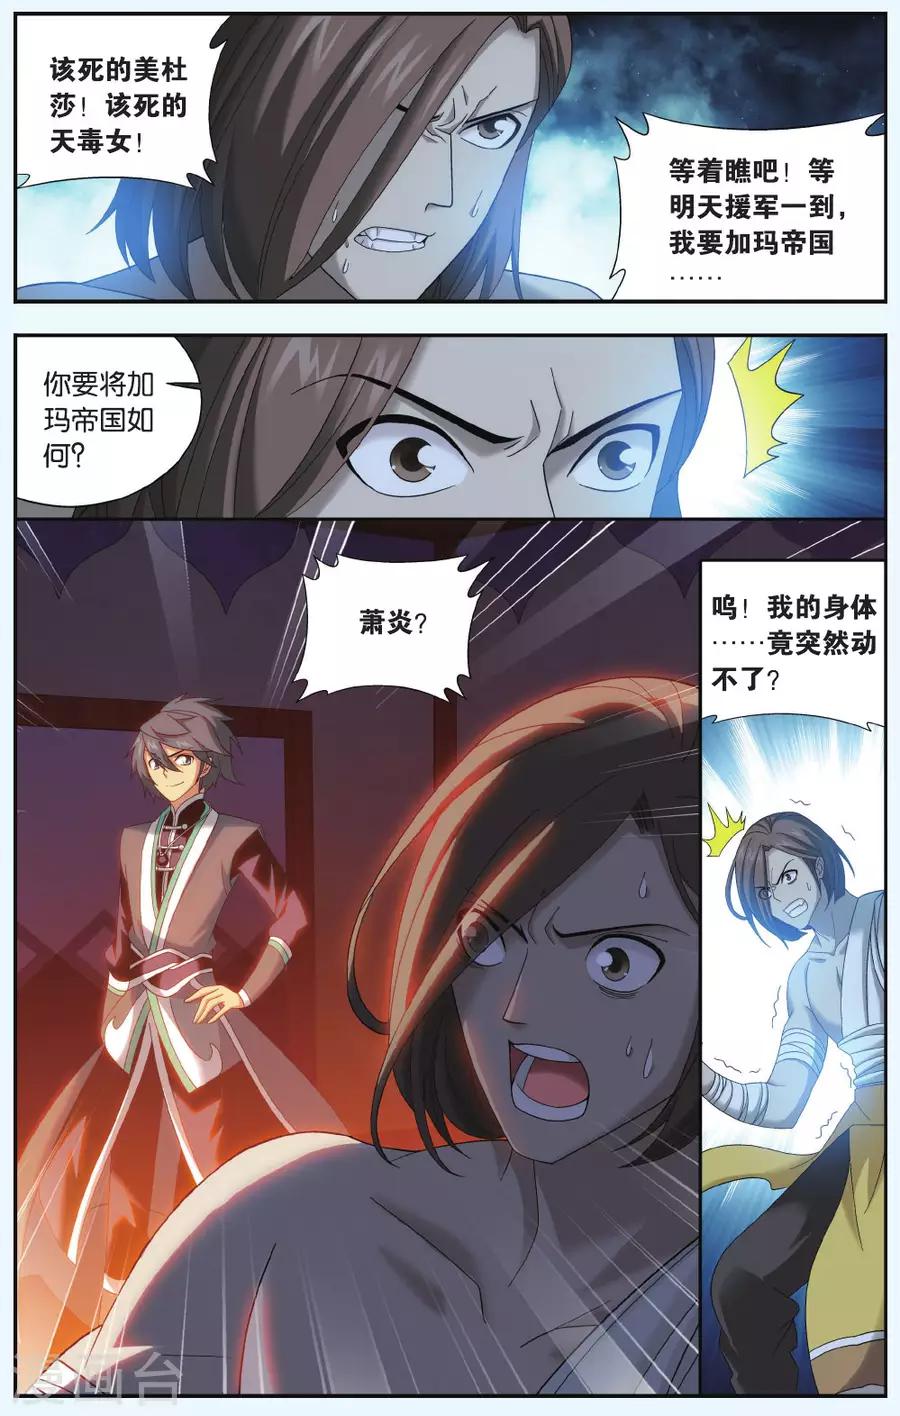 该死的美杜
莎！该死的
天毒女！
等着瞧吧！等
明天援军一到，
我要加玛帝国
……
你要将加
玛帝国如
何？
萧炎？
呜！我的身体
……竟突然动
不了？
漫画台